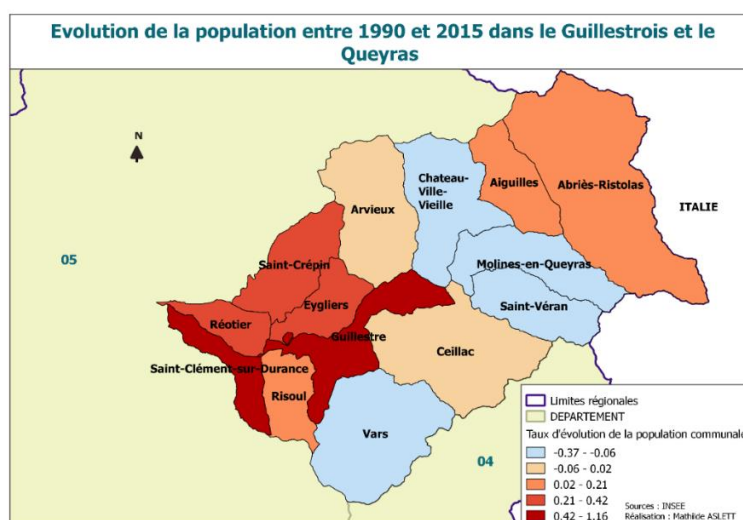 Evolution de la population entre 1990 et 2015 dans le Guillestrois et le
Queyras
N
Chateau-
Ville-
Vieille
Aiguilles
Abriès-Ristolas
Arvieux
ITALIE
05
Saint-Crépin
Molines-en-Queyras
Eygliers
Saint-Véran
Réotier
Guillestre
Ceillac
Saint-Clément-sur-Durance
Risoul
Vars
04
Limites régionales
DEPARTEMENT
Taux d'évolution de la population communale
-0.37 - -0.06
-0.06 - 0.02
0.02 - 0.21
0.21 - 0.42
0.42 - 1.16
Sources : INSEE
Réalisation : Mathilde ASLETT